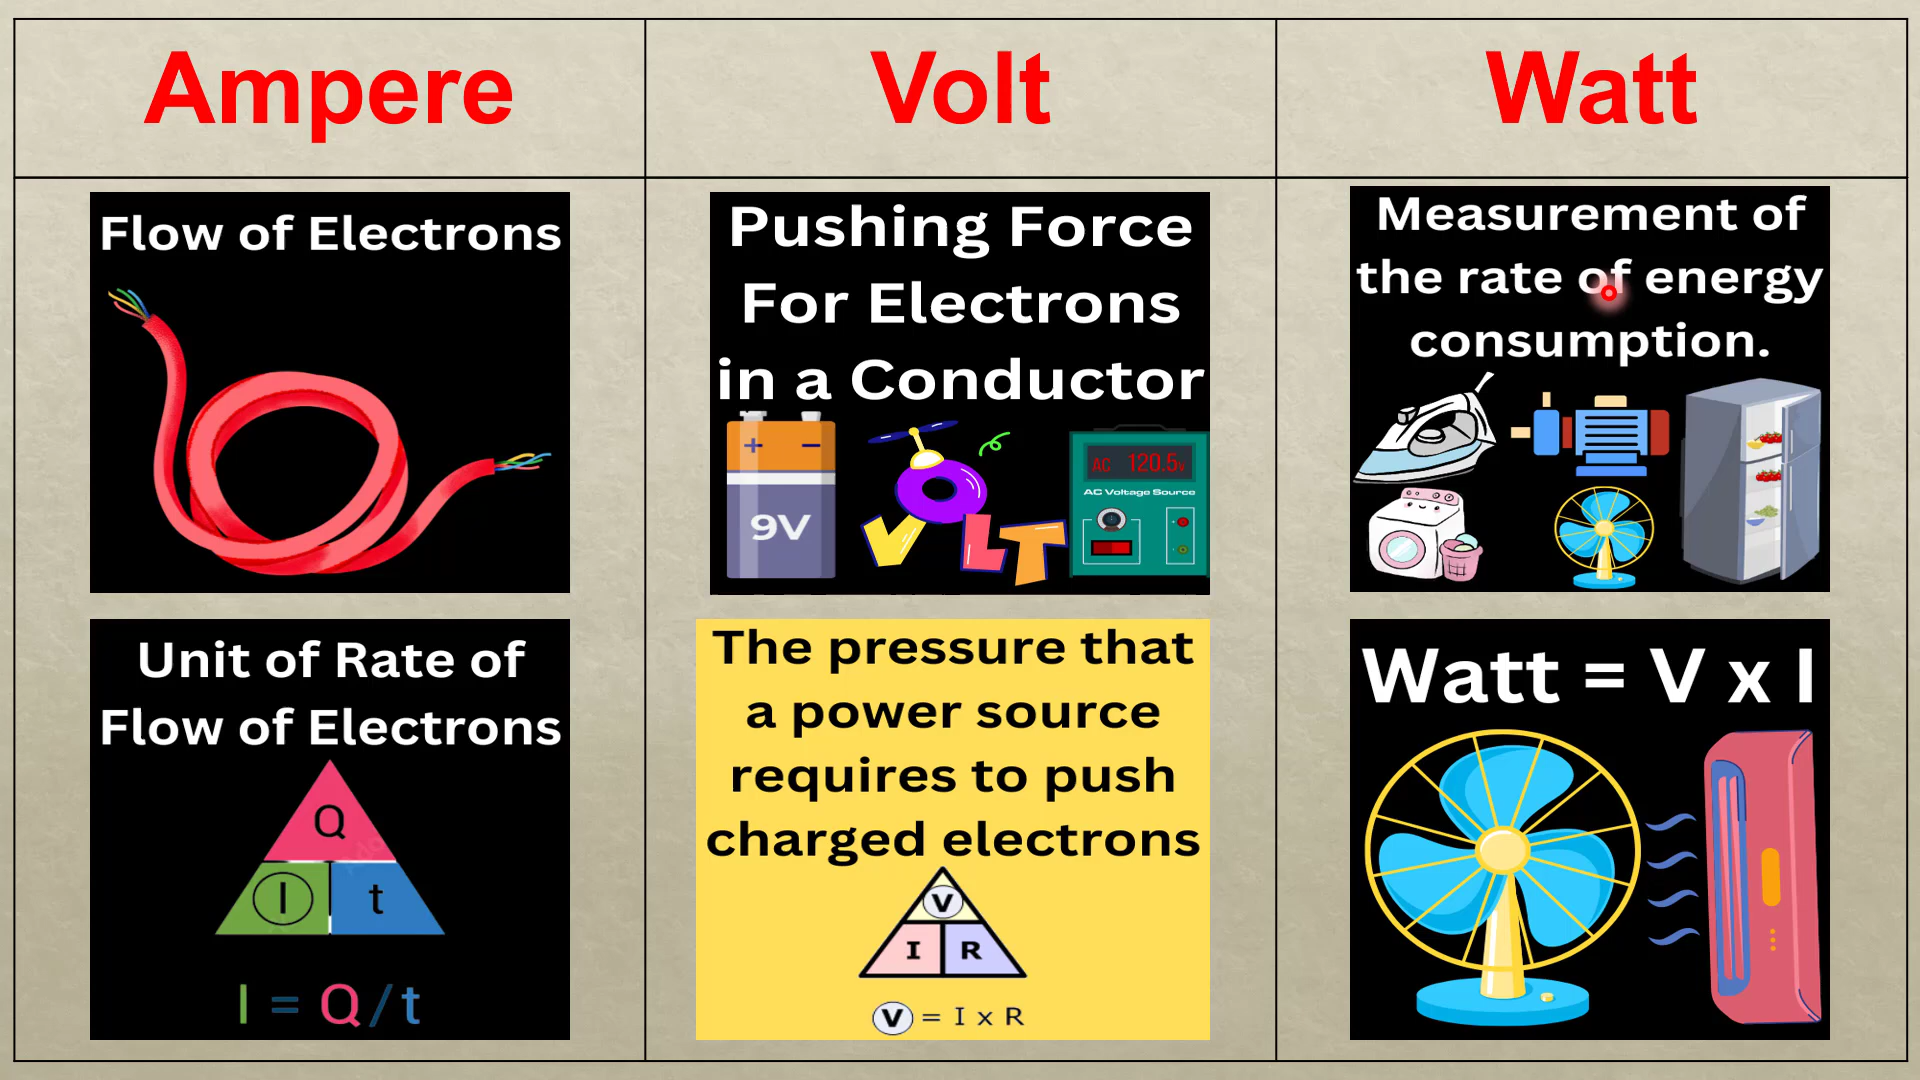 Ampere
Volt
Watt
Flow of Electrons
Pushing Force
For Electrons
in a Conductor
+ −
9V
VOLT
AC 120.5v
AC Voltage Source
Measurement of
the rate of energy
consumption.
Unit of Rate of
Flow of Electrons
Q
I t
I = Q/t
The pressure that
a power source
requires to push
charged electrons
V
I R
V = I x R
Watt = V x I